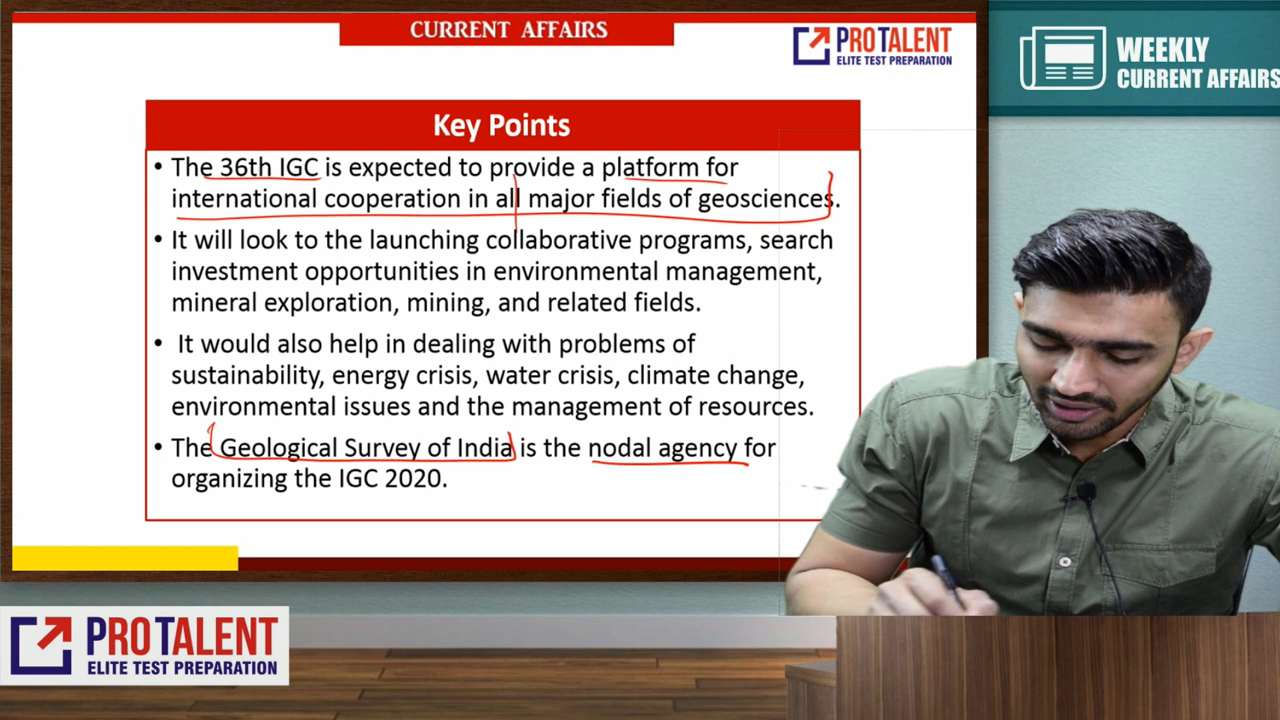 CURRENT AFFAIRS
PROTALENT
ELITE TEST PREPARATION
WEEKLY
CURRENT AFFAIRS
Key Points
• The 36th IGC is expected to provide a platform for
international cooperation in all major fields of geosciences.
• It will look to the launching collaborative programs, search
investment opportunities in environmental management,
mineral exploration, mining, and related fields.
• It would also help in dealing with problems of
sustainability, energy crisis, water crisis, climate change,
environmental issues and the management of resources.
• The Geological Survey of India is the nodal agency for
organizing the IGC 2020.
PROTALENT
ELITE TEST PREPARATION